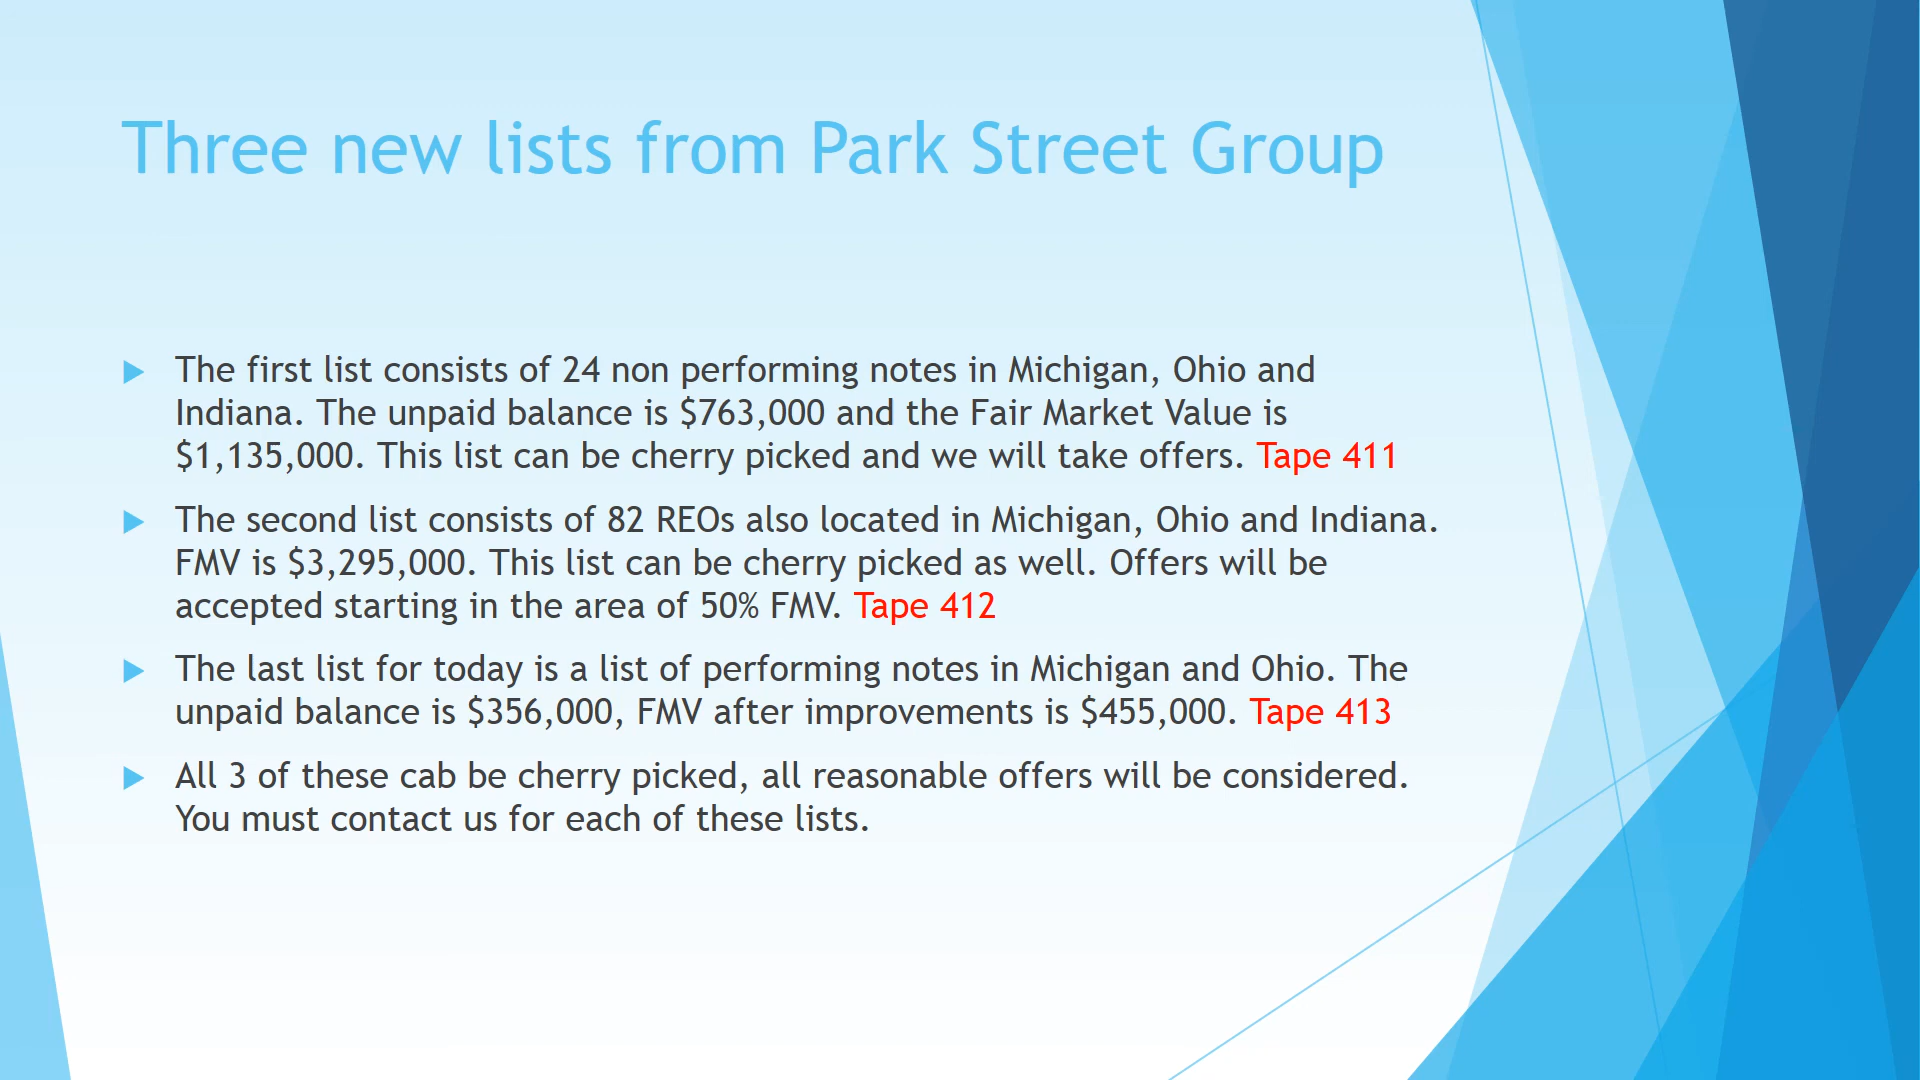 Three new lists from Park Street Group
The first list consists of 24 non performing notes in Michigan, Ohio and
Indiana. The unpaid balance is $763,000 and the Fair Market Value is
$1,135,000. This list can be cherry picked and we will take offers. Tape 411
The second list consists of 82 REOs also located in Michigan, Ohio and Indiana.
FMV is $3,295,000. This list can be cherry picked as well. Offers will be
accepted starting in the area of 50% FMV. Tape 412
The last list for today is a list of performing notes in Michigan and Ohio. The
unpaid balance is $356,000, FMV after improvements is $455,000. Tape 413
All 3 of these cab be cherry picked, all reasonable offers will be considered.
You must contact us for each of these lists.